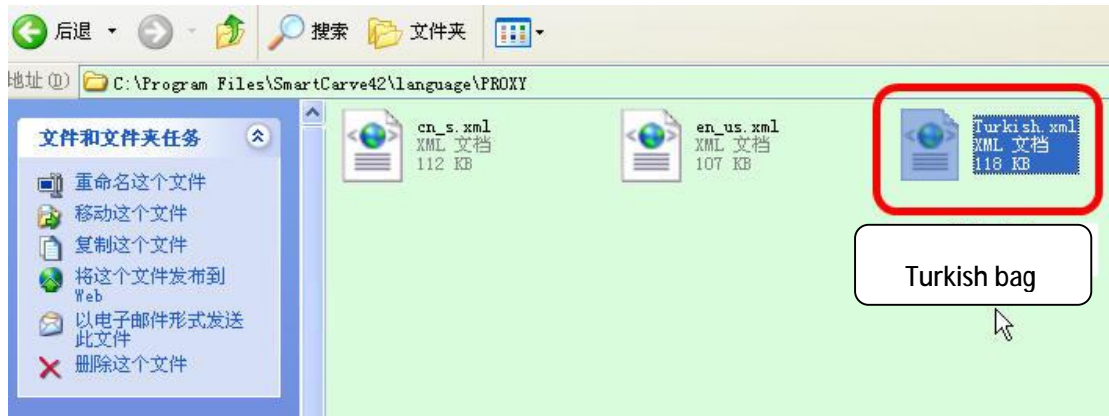 后退 搜索 文件夹
地址(D) C:\Program Files\SmartCarve42\language\PROXY
文件和文件夹任务
重命名这个文件
移动这个文件
复制这个文件
将这个文件发布到
Web
以电子邮件形式发送
此文件
删除这个文件
cn_s.xml
XML 文档
112 KB
en_us.xml
XML 文档
107 KB
Turkish.xml
XML 文档
118 KB
Turkish bag